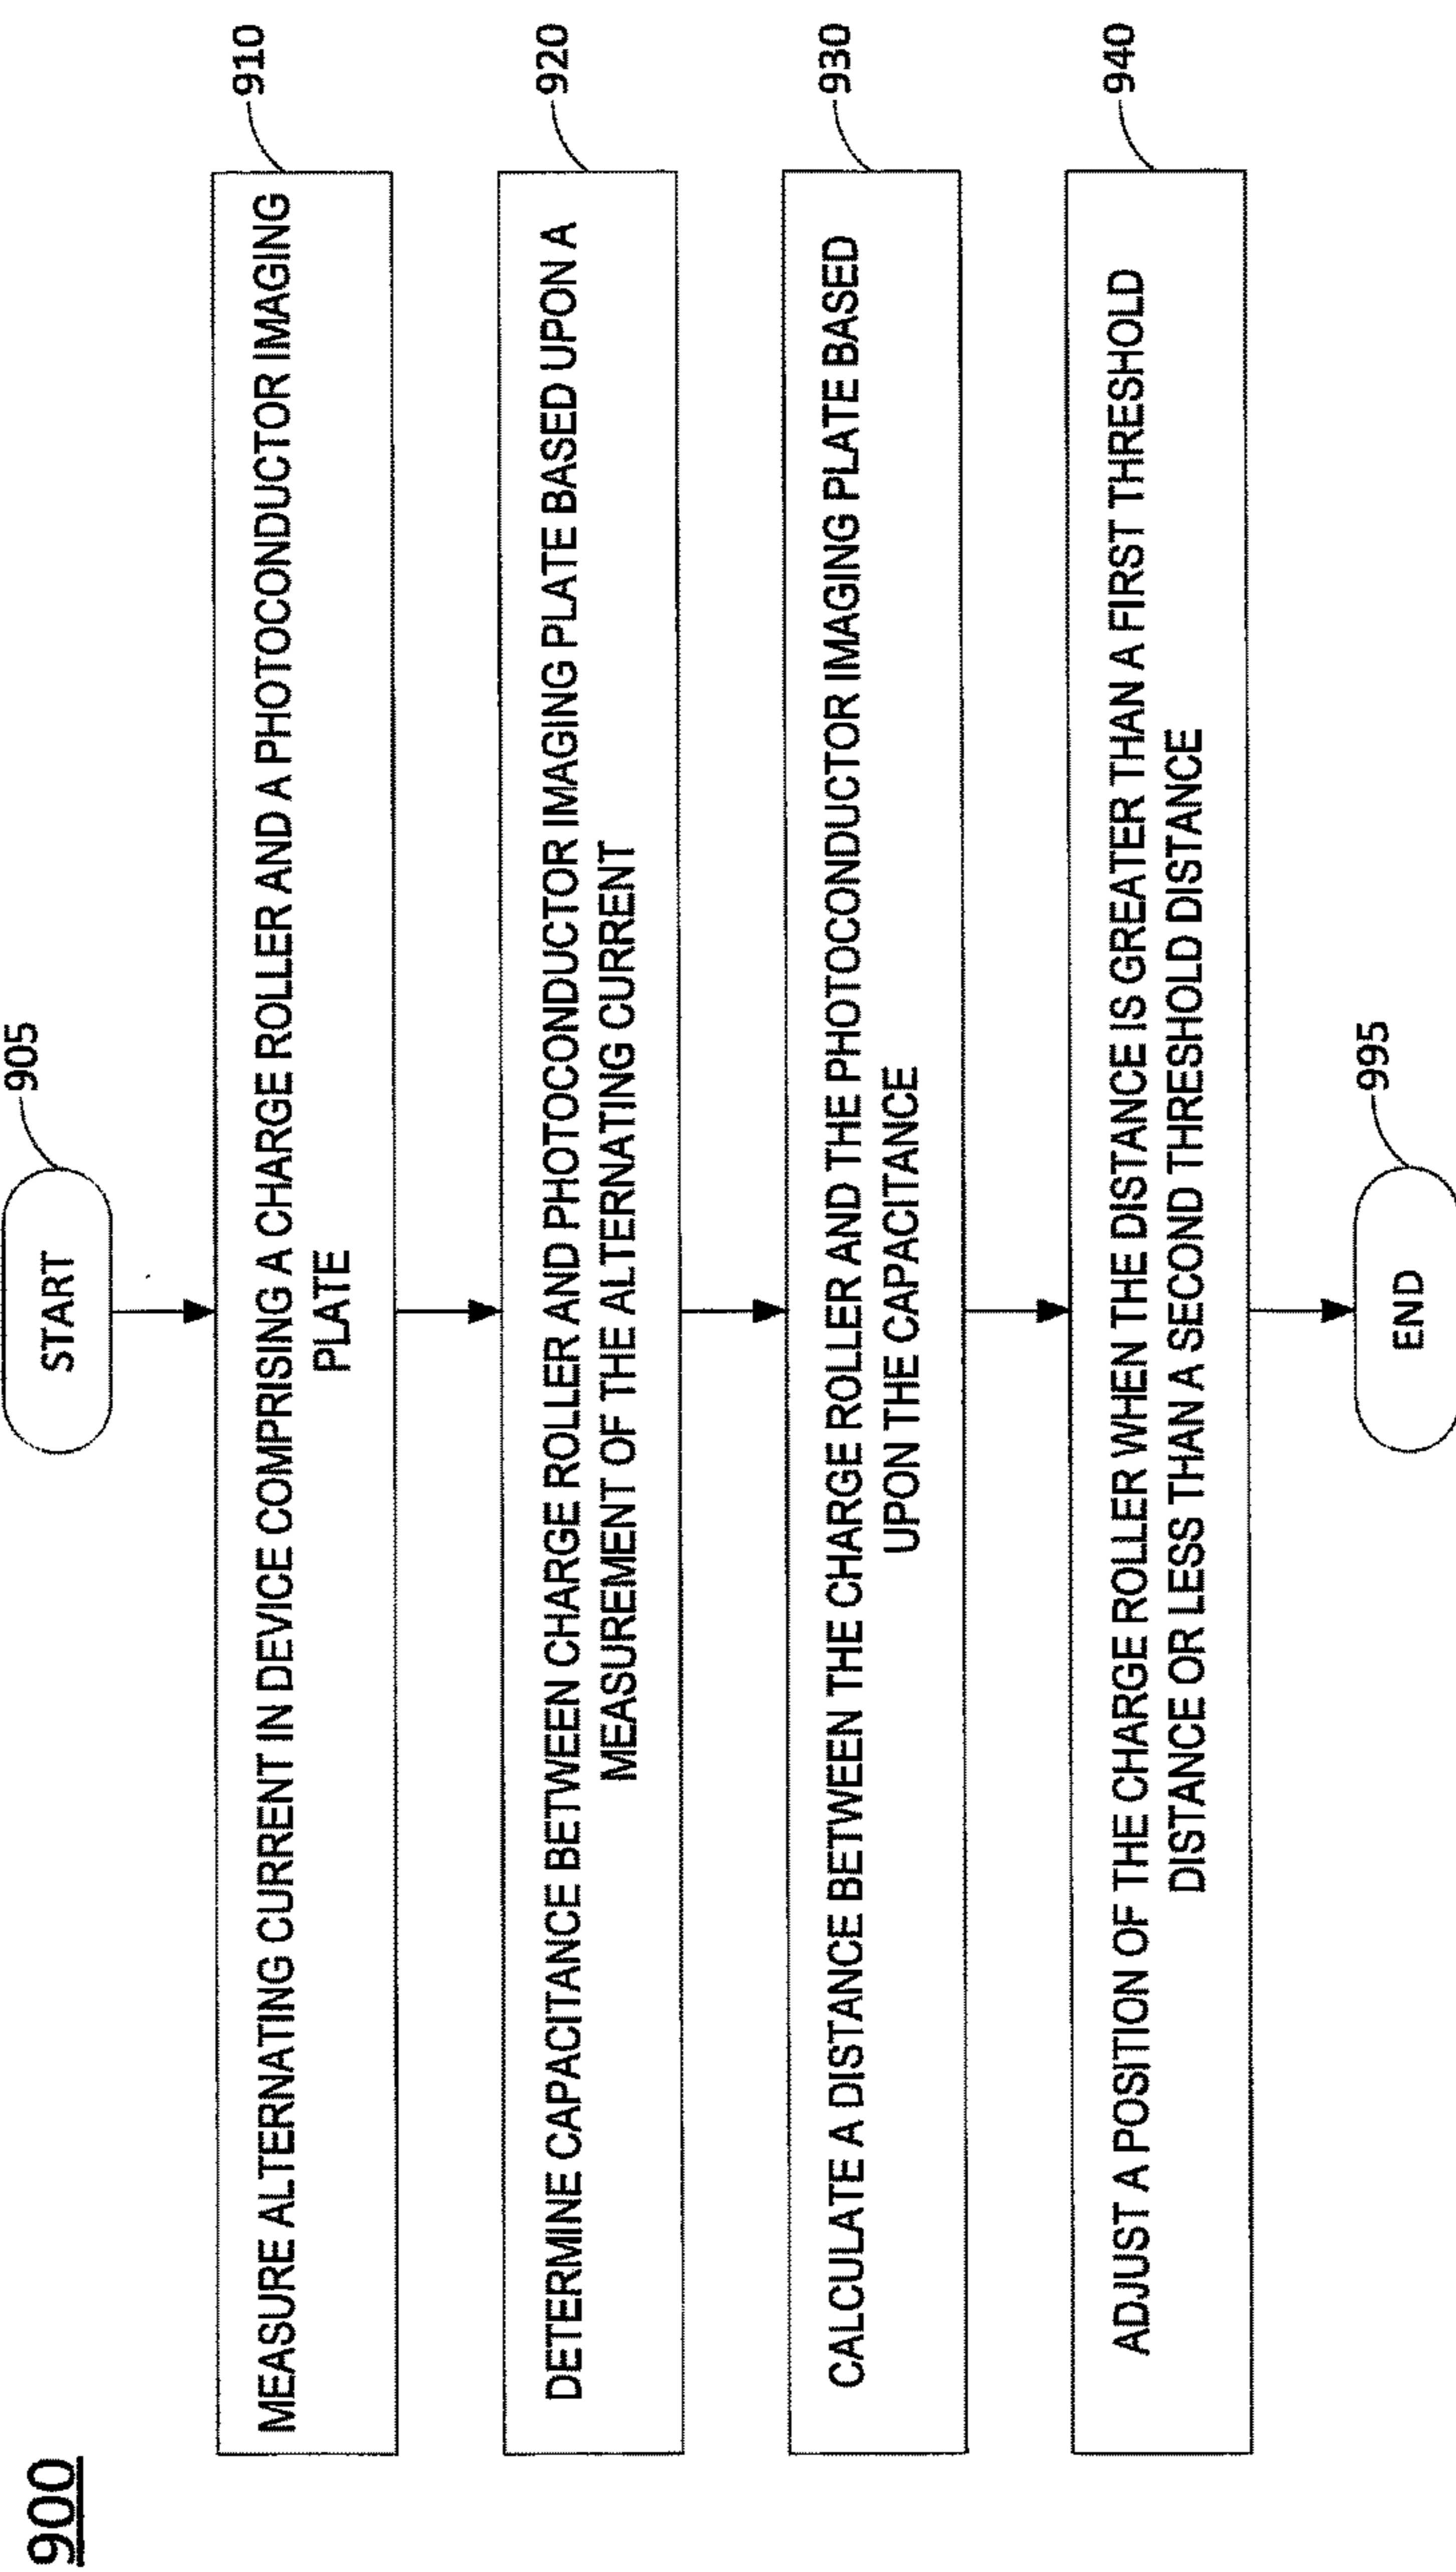 900
START
905
MEASURE ALTERNATING CURRENT IN DEVICE COMPRISING A CHARGE ROLLER AND A PHOTOCONDUCTOR IMAGING
PLATE
910
DETERMINE CAPACITANCE BETWEEN CHARGE ROLLER AND PHOTOCONDUCTOR IMAGING PLATE BASED UPON A
MEASUREMENT OF THE ALTERNATING CURRENT
920
CALCULATE A DISTANCE BETWEEN THE CHARGE ROLLER AND THE PHOTOCONDUCTOR IMAGING PLATE BASED
UPON THE CAPACITANCE
930
ADJUST A POSITION OF THE CHARGE ROLLER WHEN THE DISTANCE IS GREATER THAN A FIRST THRESHOLD
DISTANCE OR LESS THAN A SECOND THRESHOLD DISTANCE
940
END
995